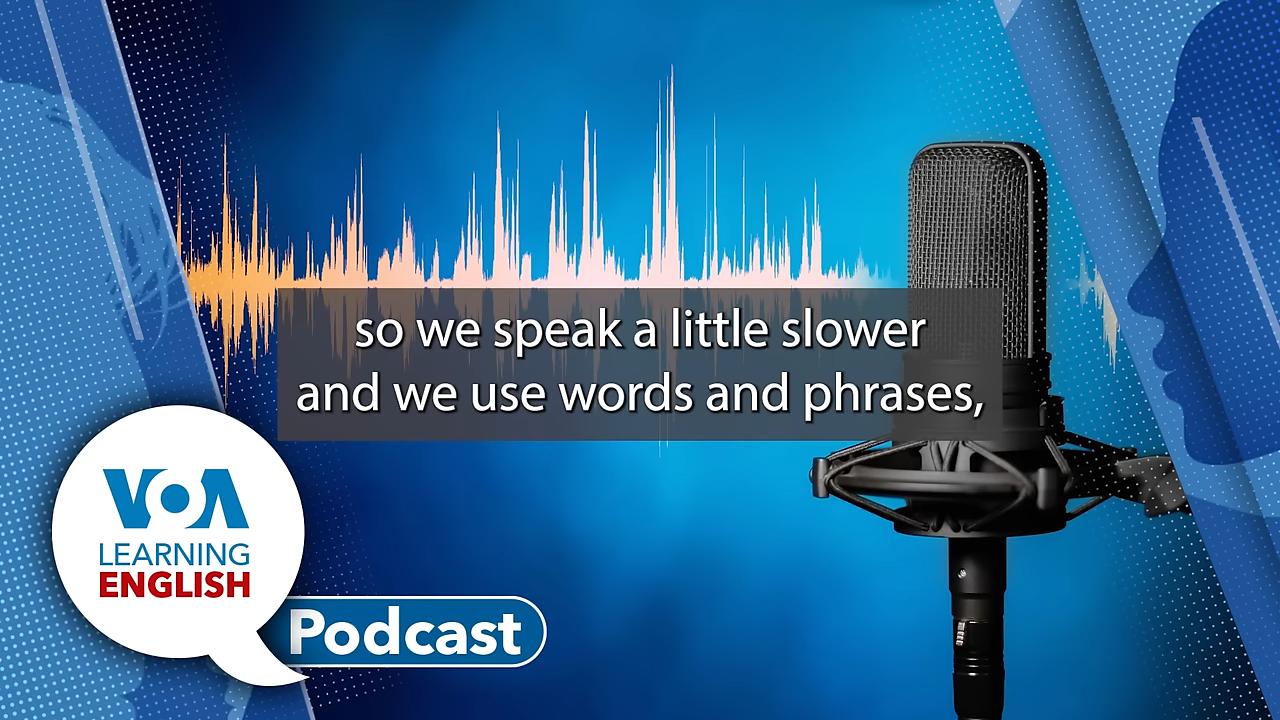 so we speak a little slower
and we use words and phrases,
VOA
LEARNING
ENGLISH
Podcast